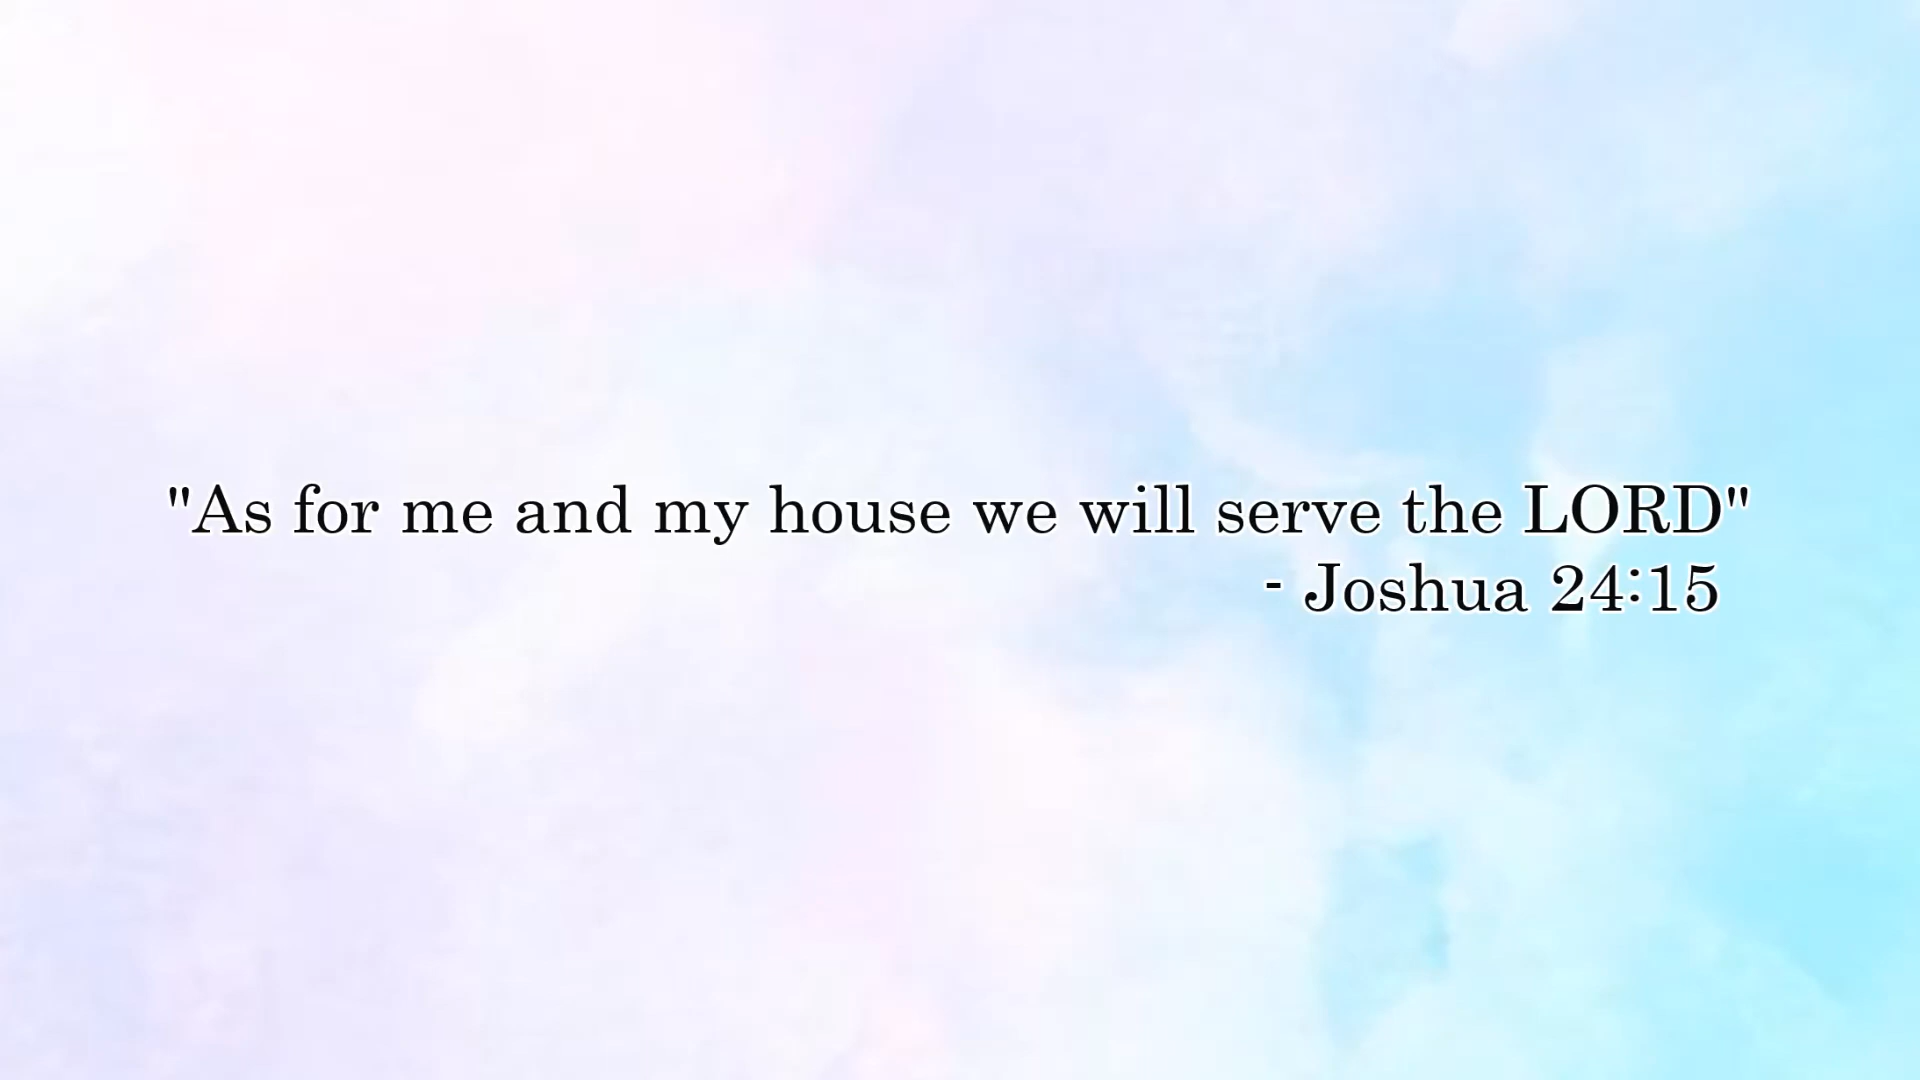 "As for me and my house we will serve the LORD"
- Joshua 24:15